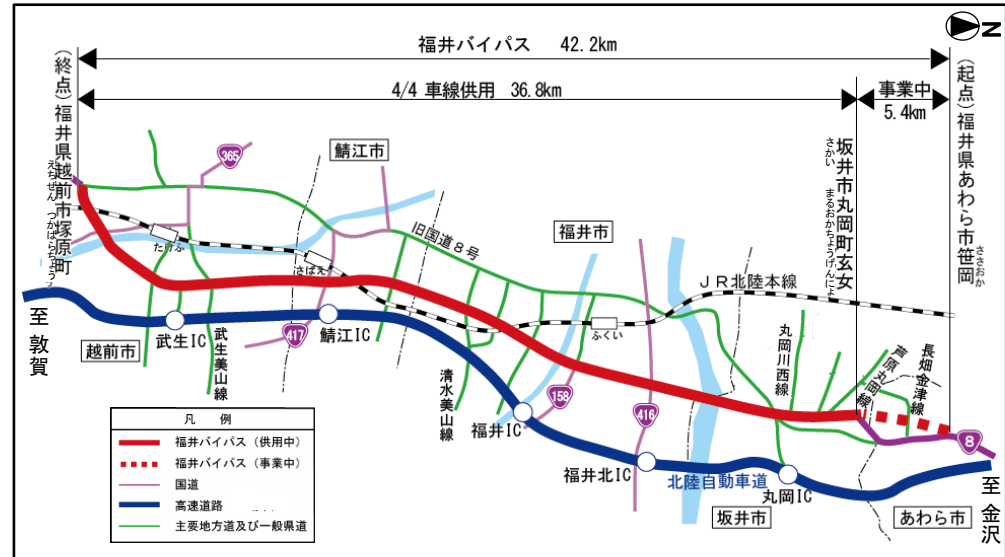 N
福井バイパス 42.2km
4/4 車線供用 36.8km
事業中
5.4km
(終点)福井県越前市塚原町
えちぜん つかはらちょう
(起点)福井県あわら市笹岡
ささおか
坂井市丸岡町玄女
さかい まるおかちょうげんにょ
365
鯖江市
旧国道8号
福井市
JR北陸本線
たけふ
さばえ
ふくい
至 敦賀
越前市
武生IC
武生美山線
417
鯖江IC
清水美山線
福井IC
158
416
福井北IC
北陸自動車道
丸岡川西線
芦原丸岡線
長畑金津線
8
丸岡IC
坂井市
あわら市
至 金沢
凡 例
福井バイパス(供用中)
福井バイパス(事業中)
国道
高速道路
主要地方道及び一般県道